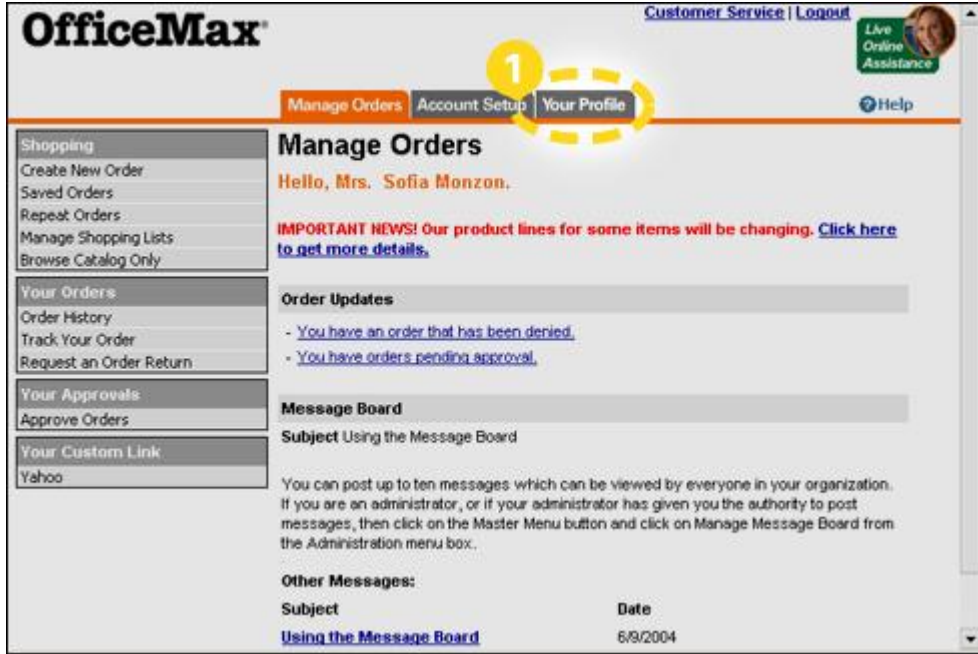 OfficeMax
Customer Service | Logout
Live
Online
Assistance
1
Manage Orders Account Setup Your Profile
Help
Shopping
Create New Order
Saved Orders
Repeat Orders
Manage Shopping Lists
Browse Catalog Only
Your Orders
Order History
Track Your Order
Request an Order Return
Your Approvals
Approve Orders
Your Custom Link
Yahoo
Manage Orders
Hello, Mrs. Sofia Monzon.
IMPORTANT NEWS! Our product lines for some items will be changing. Click here
to get more details.
Order Updates
- You have an order that has been denied.
- You have orders pending approval.
Message Board
Subject Using the Message Board
You can post up to ten messages which can be viewed by everyone in your organization.
If you are an administrator, or if your administrator has given you the authority to post
messages, then click on the Master Menu button and click on Manage Message Board from
the Administration menu box.
Other Messages:
Subject Date
Using the Message Board 6/9/2004